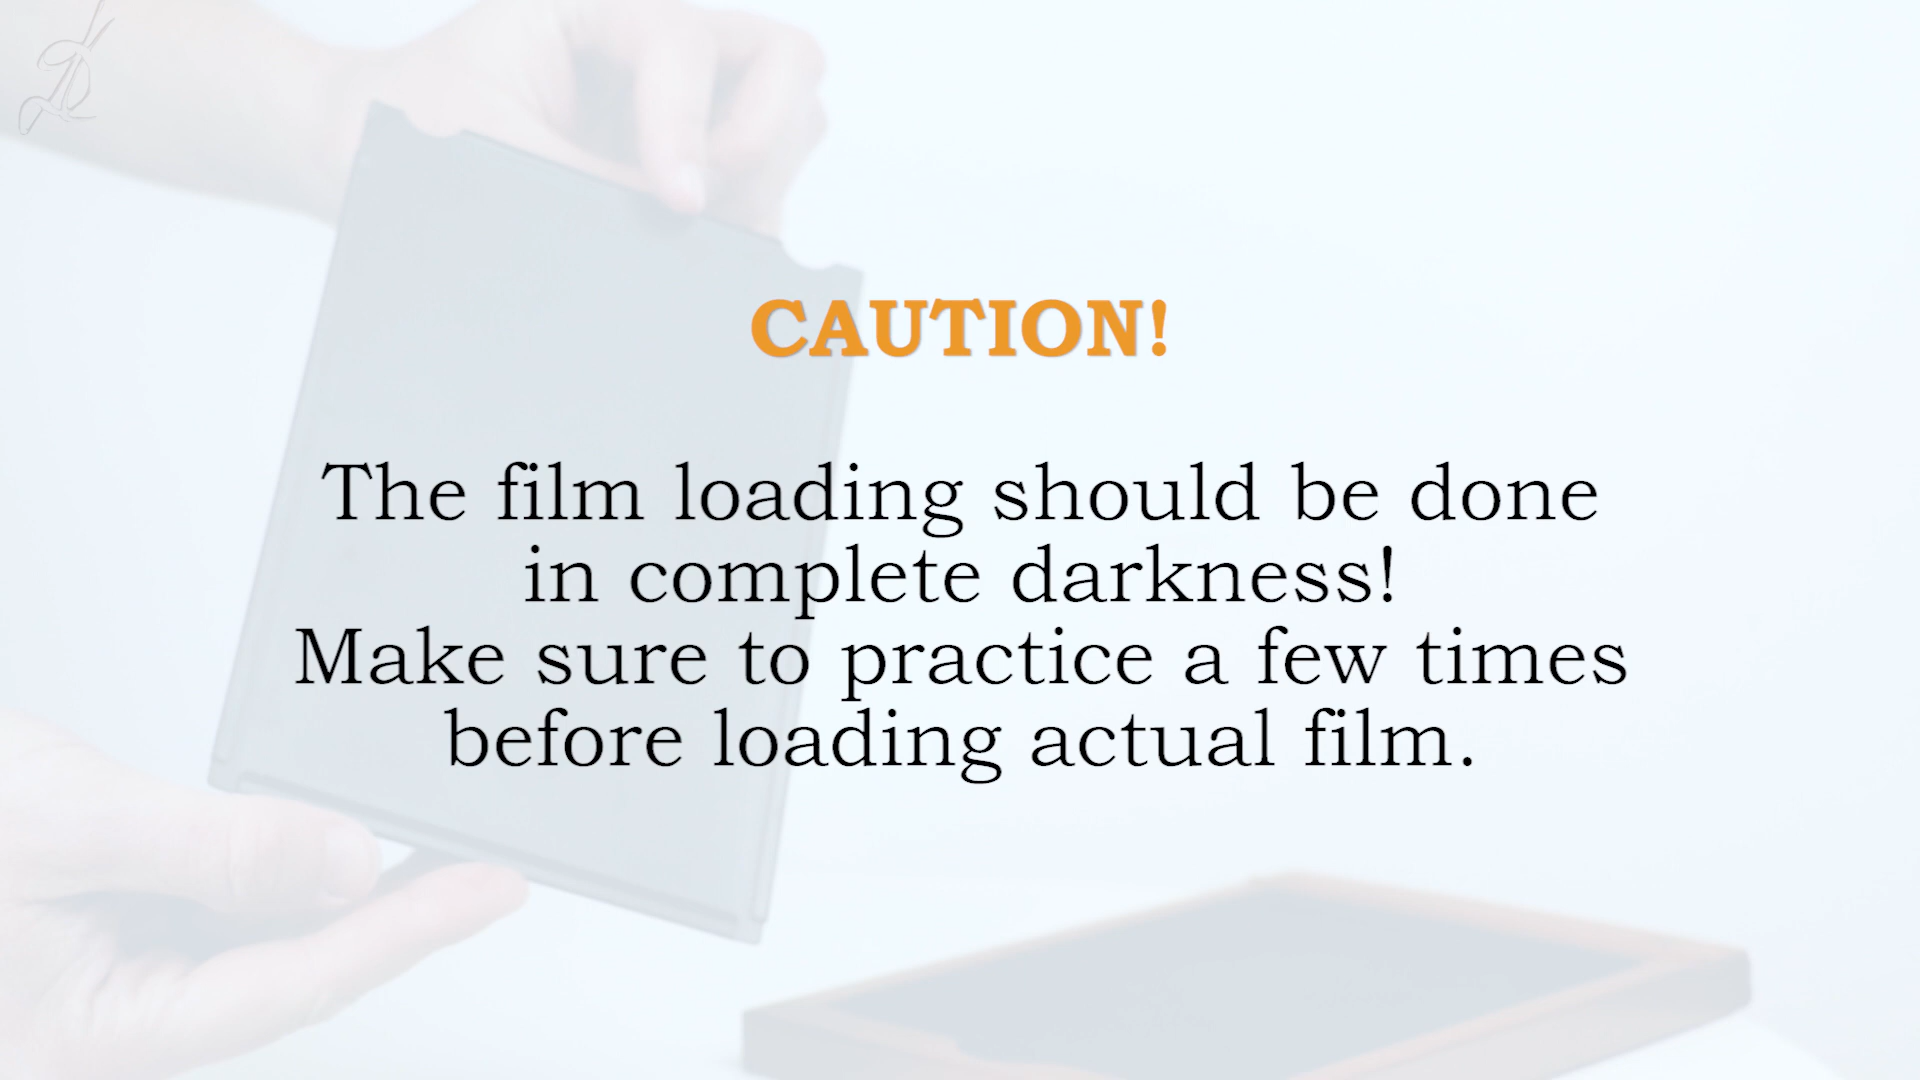 CAUTION!
The film loading should be done
in complete darkness!
Make sure to practice a few times
before loading actual film.